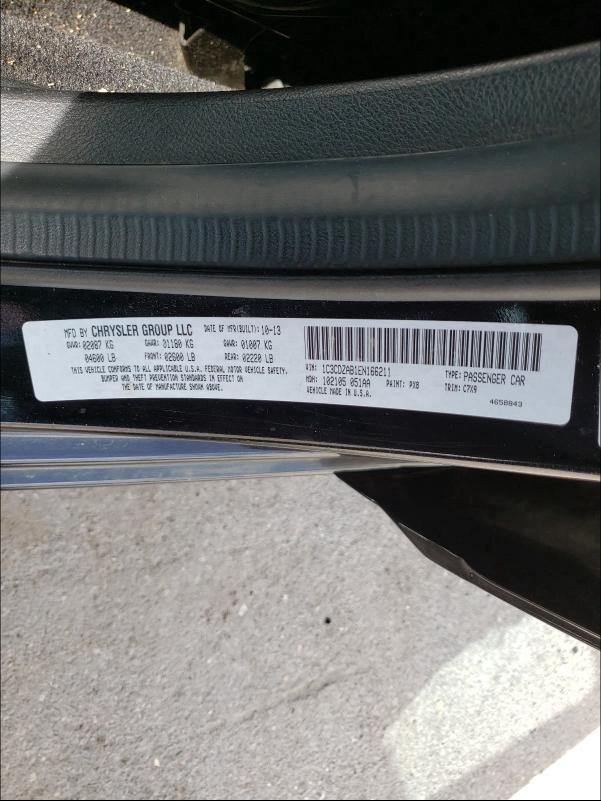 MFD BY CHRYSLER GROUP LLC DATE OF MFR(BUILT): 10-13
GVWR: 02087 KG GAWR: 01180 KG GAWR: 01007 KG
04600 LB FRONT: 02600 LB REAR: 02220 LB
THIS VEHICLE CONFORMS TO ALL APPLICABLE U.S.A. FEDERAL MOTOR VEHICLE SAFETY,
BUMPER AND THEFT PREVENTION STANDARDS IN EFFECT ON
THE DATE OF MANUFACTURE SHOWN ABOVE.
VIN: 1C3CDZAB1EN166211 TYPE: PASSENGER CAR
MDH: 102105 051AA PAINT: PX8 TRIM: C7X9
VEHICLE MADE IN U.S.A.
4658843